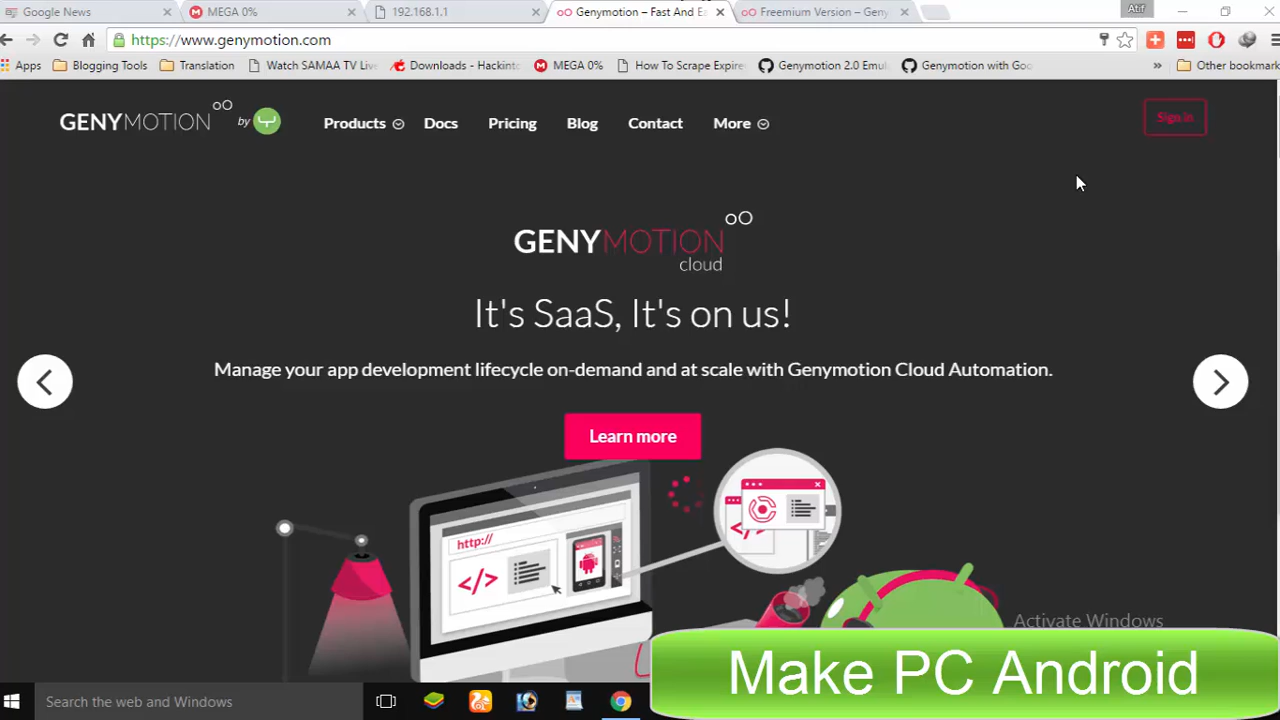 Google News
MEGA 0%
192.168.1.1
Genymotion – Fast And Ea
Freemium Version – Geny
Atif
https://www.genymotion.com
Apps
Blogging Tools
Translation
Watch SAMAA TV Live
Downloads - Hackinto
MEGA 0%
How To Scrape Expire
Genymotion 2.0 Emul
Genymotion with Goo
»
Other bookmark
GENYMOTION by
Products
Docs
Pricing
Blog
Contact
More
Sign in
GENYMOTION
cloud
It's SaaS, It's on us!
Manage your app development lifecycle on-demand and at scale with Genymotion Cloud Automation.
Learn more
http://
</>
</>
Activate Windows
Make PC Android
Search the web and Windows